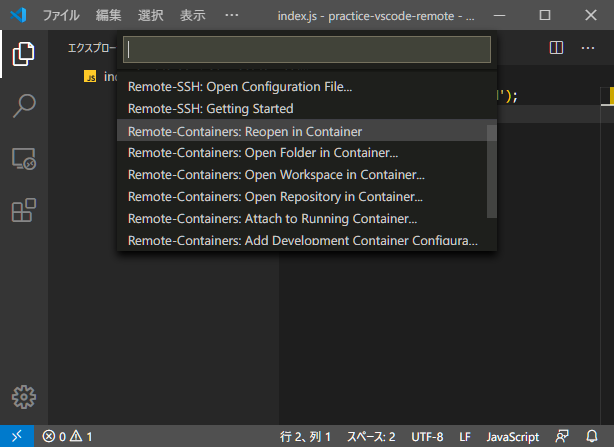 ファイル 編集 選択 表示 ··· index.js - practice-vscode-remote - ...
エクスプロー
JS
Remote-SSH: Open Configuration File...
Remote-SSH: Getting Started
Remote-Containers: Reopen in Container
Remote-Containers: Open Folder in Container...
Remote-Containers: Open Workspace in Container...
Remote-Containers: Open Repository in Container...
Remote-Containers: Attach to Running Container...
Remote-Containers: Add Development Container Configura...
');
0 1 行 2、列 1 スペース: 2 UTF-8 LF JavaScript